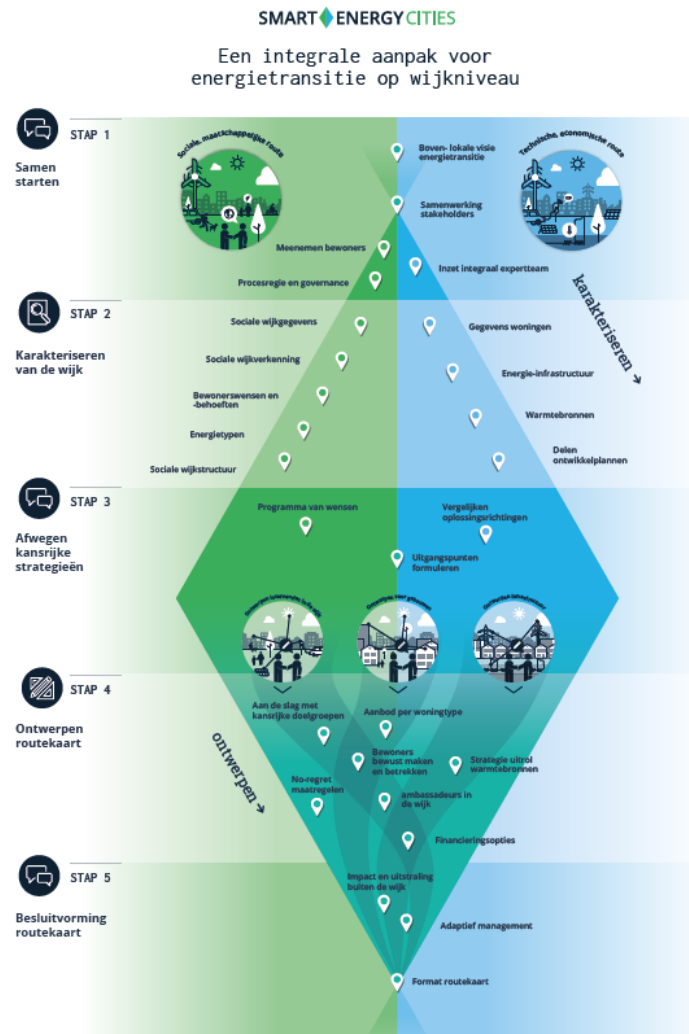 SMART ENERGY CITIES
Een integrale aanpak voor
energietransitie op wijkniveau
STAP 1
Samen
starten
Sociale, maatschappelijke route
Technische, economische route
Boven- lokale visie
energietransitie
Samenwerking
stakeholders
Meenemen bewoners
Inzet integraal expertteam
Procesregie en governance
karakteriseren
STAP 2
Karakteriseren
van de wijk
Sociale wijkgegevens
Gegevens woningen
Sociale wijkverkenning
Energie-infrastructuur
Bewonerswensen en
-behoeften
Warmtebronnen
Energietypen
Delen
ontwikkelplannen
Sociale wijkstructuur
STAP 3
Afwegen
kansrijke
strategieën
Programma van wensen
Vergelijken
oplossingsrichtingen
Uitgangspunten
formuleren
STAP 4
Ontwerpen
routekaart
ontwerpen
Aan de slag met
kansrijke doelgroepen
Aanbod per woningtype
Bewoners
bewust maken
en betrekken
Strategie uitrol
warmtebronnen
No-regret
maatregelen
ambassadeurs in
de wijk
Financieringsopties
STAP 5
Besluitvorming
routekaart
Impact en uitstraling
buiten de wijk
Adaptief management
Format routekaart